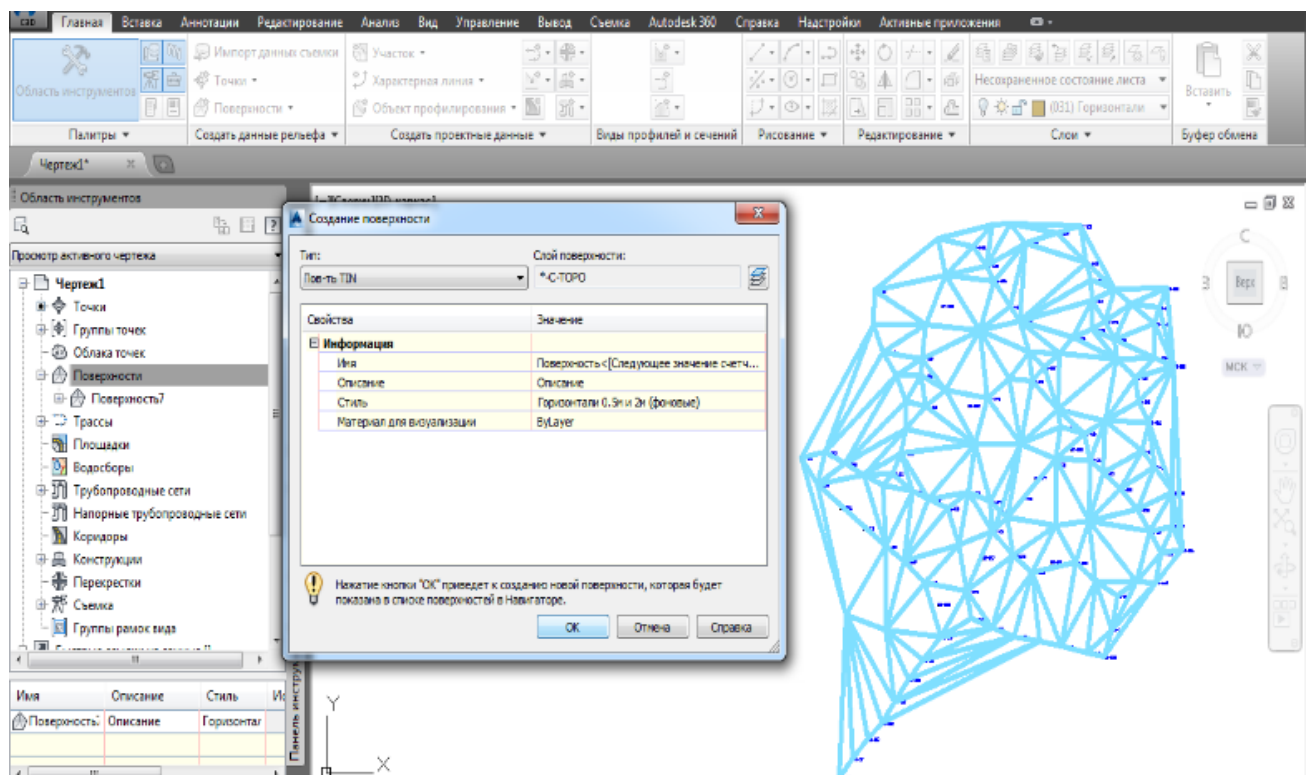 C3D
Главная Вставка Аннотации Редактирование Анализ Вид Управление Вывод Съемка Autodesk 360 Справка Надстройки Активные приложения
Область инструментов
Импорт данных съемки
Точки
Поверхности
Участок
Характерная линия
Объект профилирования
Несохраненное состояние листа
(031) Горизонтали
Вставить
Палитры Создать данные рельефа Создать проектные данные Виды профилей и сечений Рисование Редактирование Слои Буфер обмена
Чертеж1*
Область инструментов
Просмотр активного чертежа
Чертеж1
Точки
Группы точек
Облака точек
Поверхности
Поверхность7
Трассы
Площадки
Водосборы
Трубопроводные сети
Напорные трубопроводные сети
Коридоры
Конструкции
Перекрестки
Съемка
Группы рамок вида
Имя Описание Стиль
Описание
Панель
Создание поверхности
Тип: Слой поверхности:
Пов-ть TIN *-C-TOPO
Свойства Значение
Информация
Имя Поверхность<[Следующее значение счетч...
Описание Описание
Стиль Горизонтали 0.5м и 2м (фоновые)
Материал для визуализации ByLayer
Нажатие кнопки "ОК" приведет к созданию новой поверхности, которая будет
показана в списке поверхностей в Навигаторе.
ОК Отмена Справка
С
З Верх В
Ю
МСК
Y
X